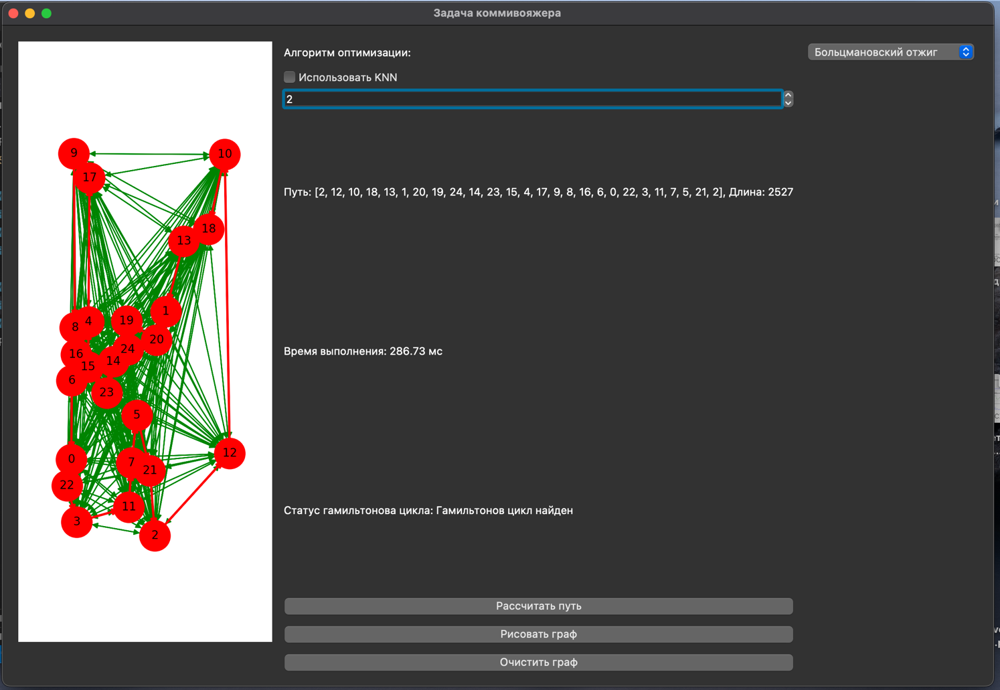 Задача коммивояжера
Алгоритм оптимизации:
Больцмановский отжиг
Использовать KNN
2
Путь: [2, 12, 10, 18, 13, 1, 20, 19, 24, 14, 23, 15, 4, 17, 9, 8, 16, 6, 0, 22, 3, 11, 7, 5, 21, 2], Длина: 2527
Время выполнения: 286.73 мс
Статус гамильтонова цикла: Гамильтонов цикл найден
Рассчитать путь
Рисовать граф
Очистить граф
9
10
17
18
13
1
4
19
8
20
24
16
14
15
6
23
5
12
0
7
21
22
11
3
2